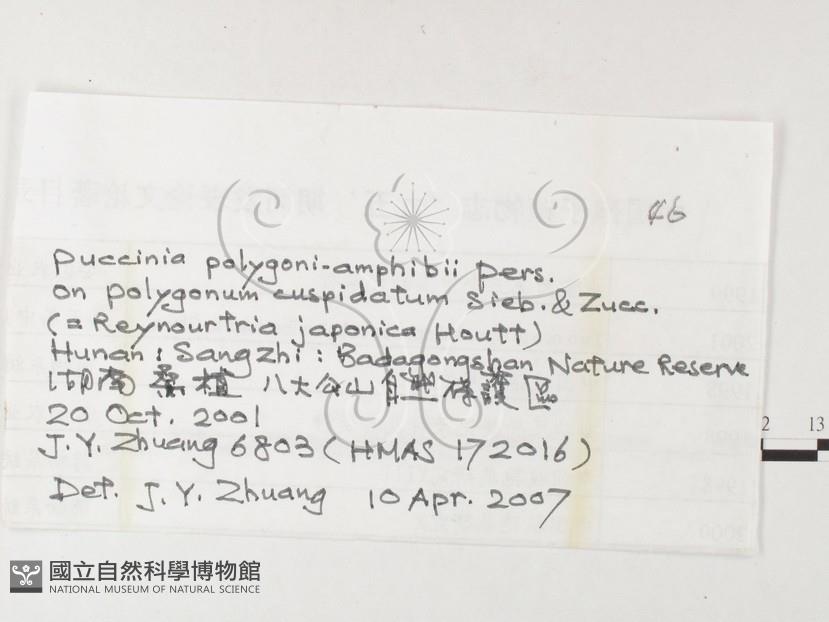 46
Puccinia polygoni-amphibii Pers.
on polygonum cuspidatum Sieb. & Zucc.
(= Reynourtria japonica Houtt)
Hunan : Sangzhi : Badagongshan Nature Reserve
湖南 桑植 八大公山自然保護區
20 Oct. 2001
J. Y. Zhuang 6803 (HMAS 172016)
Det. J. Y. Zhuang 10 Apr. 2007
2 13
國立自然科學博物館
NATIONAL MUSEUM OF NATURAL SCIENCE